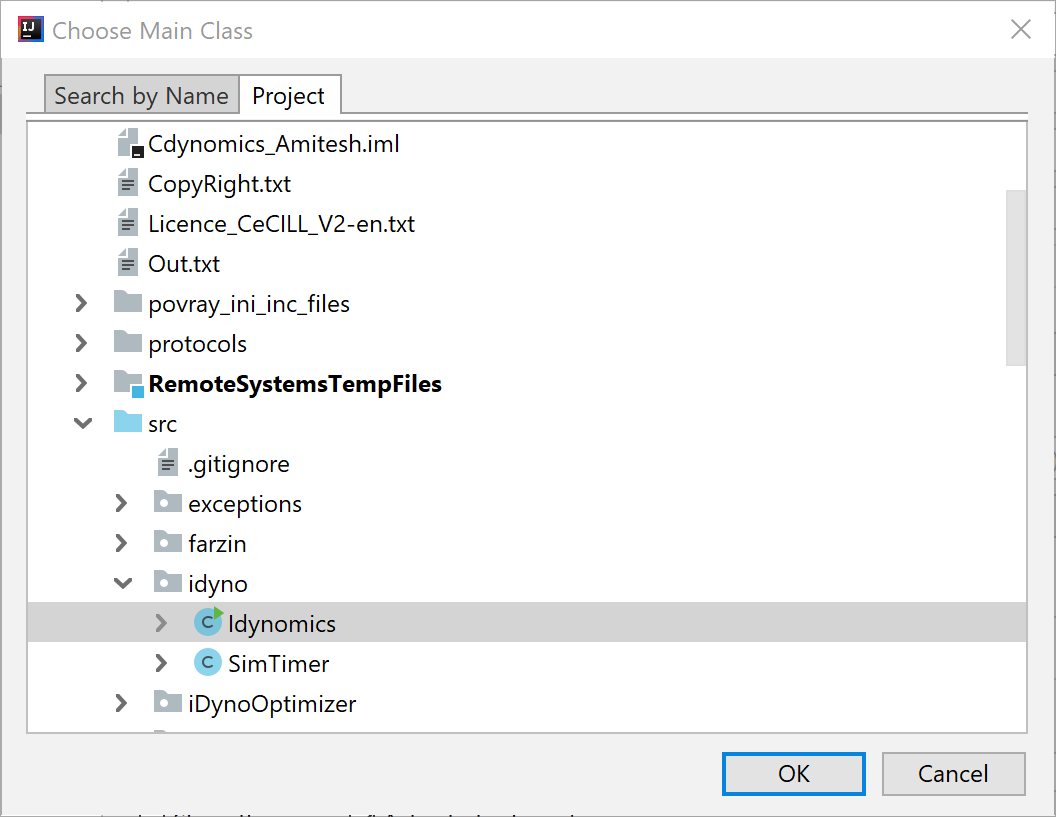 IJ
Choose Main Class
Search by Name
Project
Cdynomics_Amitesh.iml
CopyRight.txt
Licence_CeCILL_V2-en.txt
Out.txt
povray_ini_inc_files
protocols
RemoteSystemsTempFiles
src
.gitignore
exceptions
farzin
idyno
C Idynomics
C SimTimer
iDynoOptimizer
OK
Cancel